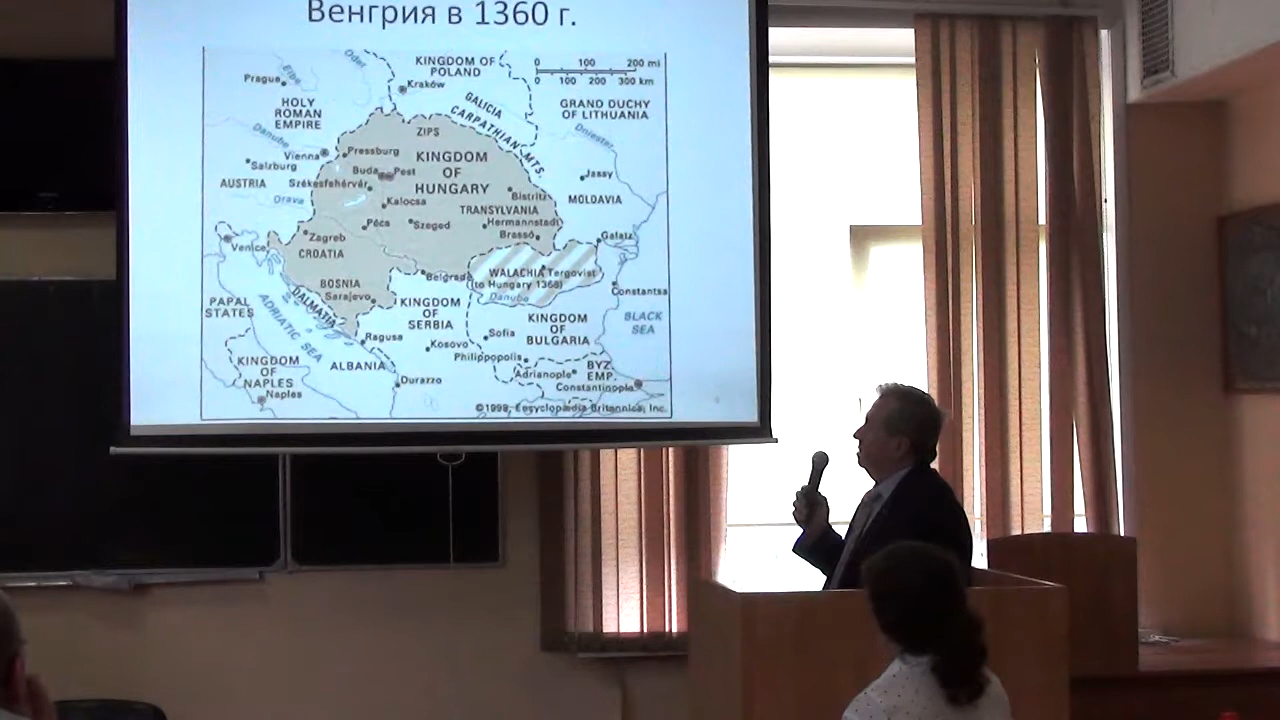 Венгрия в 1360 г.
KINGDOM OF
POLAND
0 100 200 mi
0 100 200 300 km
Prague
Elbe
Oder
Kraków
HOLY
ROMAN
EMPIRE
GALICIA
GRAND DUCHY
OF LITHUANIA
CARPATHIAN MTS.
ZIPS
Danube
Dniester
Vienna
Pressburg
KINGDOM
OF
HUNGARY
Salzburg
Buda Pest
Jassy
AUSTRIA
Székesfehérvár
Bistritz
MOLDAVIA
Kalocsa
TRANSYLVANIA
Pécs
Szeged
Hermannstadt
Brassó
Galatz
Venice
Zagreb
CROATIA
Belgrade
WALACHIA Tergovist
(to Hungary 1368)
BOSNIA
Sarajevo
Danube
Constantsa
PAPAL
STATES
ADRIATIC SEA
DALMATIA
KINGDOM
OF
SERBIA
KINGDOM
OF
BULGARIA
BLACK
SEA
Ragusa
Kosovo
Sofia
Philippopolis
KINGDOM
OF
NAPLES
ALBANIA
Adrianople
BYZ.
EMP.
Durazzo
Constantinople
Naples
Encyclopædia Britannica, Inc.